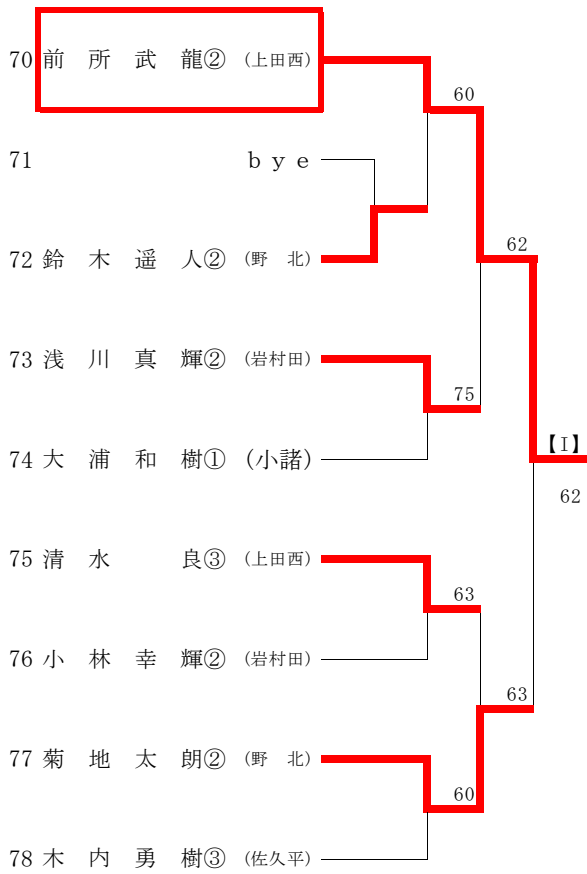 70 前 所 武 龍② (上田西)
60
71 bye
62
72 鈴 木 遥 人② (野 北)
73 浅 川 真 輝② (岩村田)
75
【I】
74 大 浦 和 樹① (小諸)
62
75 清 水 良③ (上田西)
63
76 小 林 幸 輝② (岩村田)
63
77 菊 地 太 朗② (野 北)
60
78 木 内 勇 樹③ (佐久平)